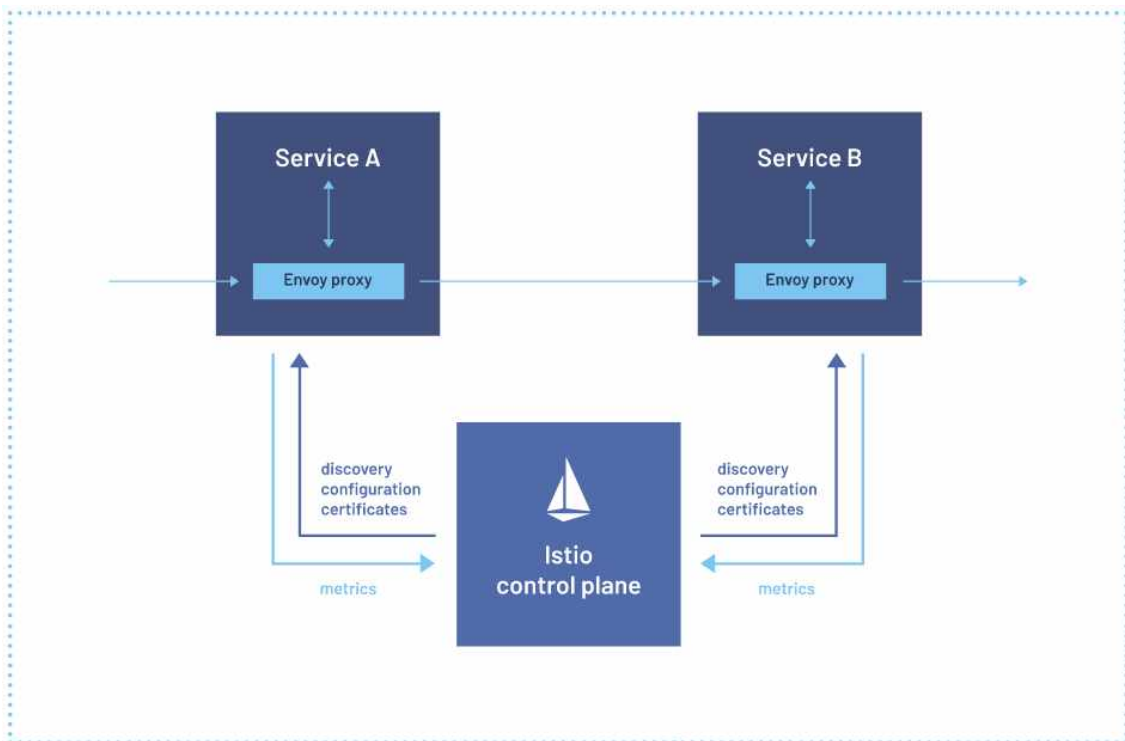 Service A
Envoy proxy
Service B
Envoy proxy
discovery
configuration
certificates
metrics
Istio
control plane
discovery
configuration
certificates
metrics